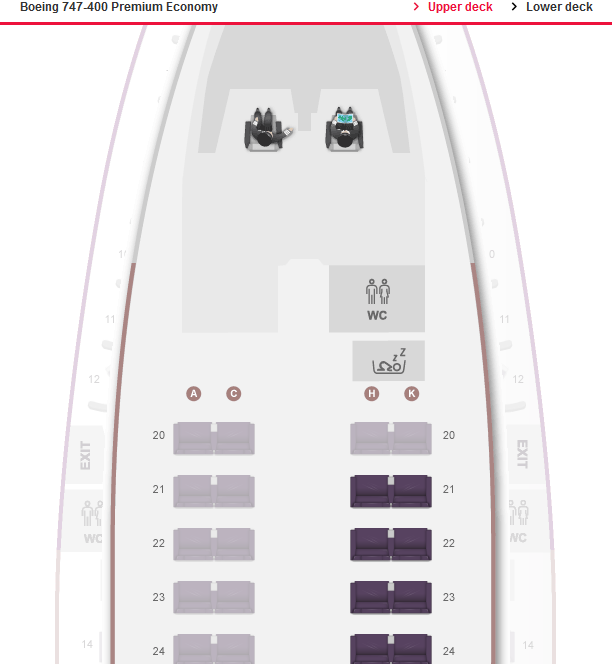 Boeing 747-400 Premium Economy
Upper deck
Lower deck
11
11
12
12
WC
z z Z
A C H K
20 20
EXIT
EXIT
21 21
WC
WC
22 22
23 23
14
14
24 24